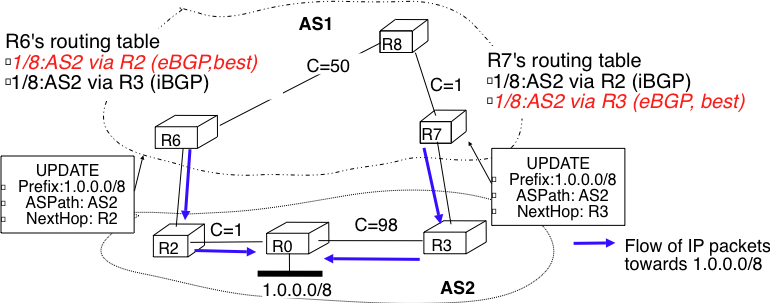 AS1
R8
R6's routing table
1/8:AS2 via R2 (eBGP,best)
1/8:AS2 via R3 (iBGP)
C=50
C=1
R7's routing table
1/8:AS2 via R2 (iBGP)
1/8:AS2 via R3 (eBGP, best)
R6
R7
UPDATE
Prefix:1.0.0.0/8
ASPath: AS2
NextHop: R2
UPDATE
Prefix:1.0.0.0/8
ASPath: AS2
NextHop: R3
R2
C=1
R0
C=98
R3
Flow of IP packets
towards 1.0.0.0/8
1.0.0.0/8
AS2